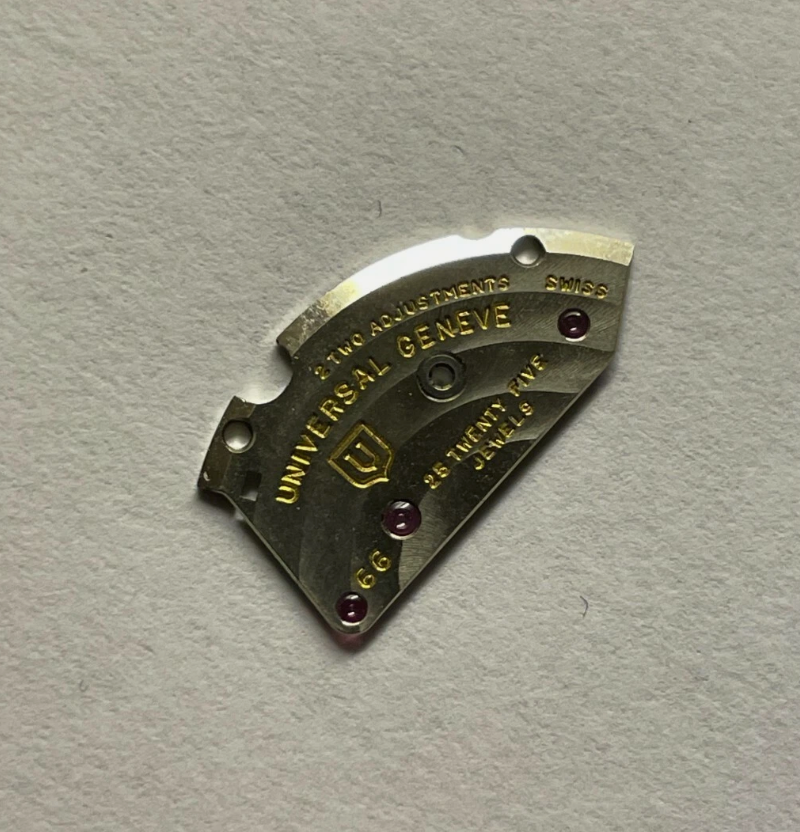 2 TWO ADJUSTMENTS SWISS
UNIVERSAL GENEVE
U
25 TWENTY FIVE
JEWELS
66